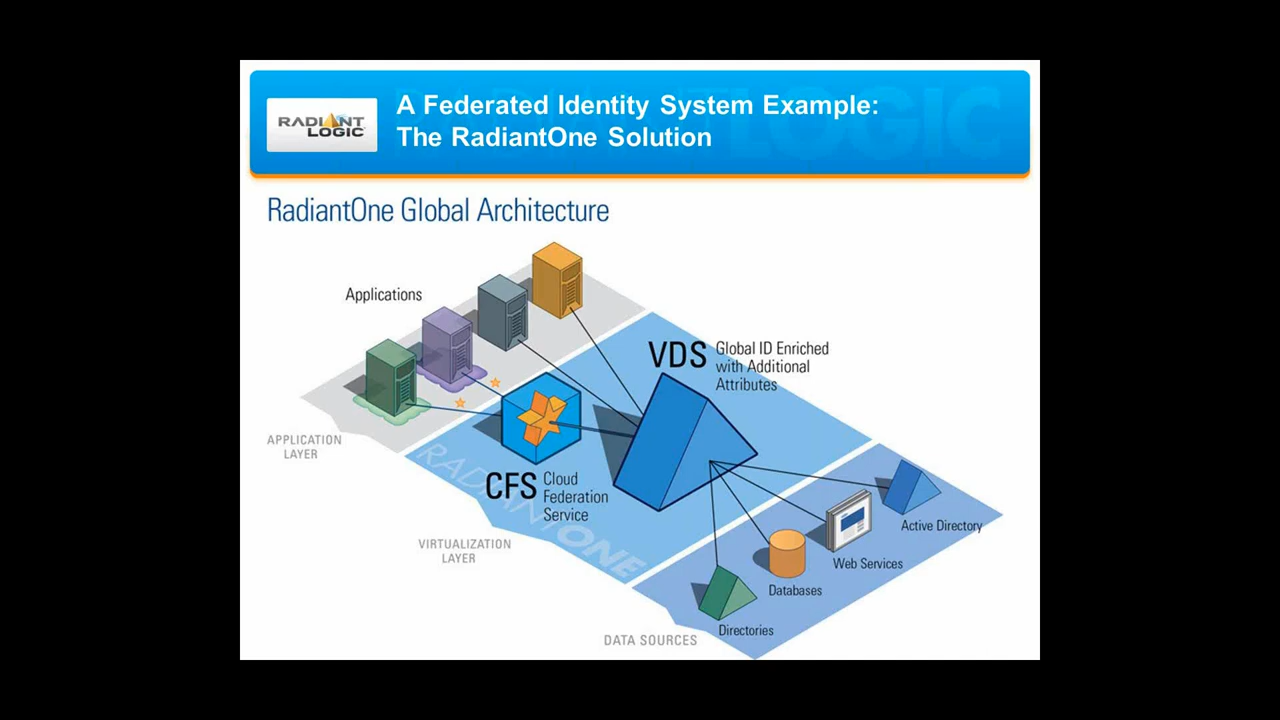 RADIANT
LOGIC
A Federated Identity System Example:
The RadiantOne Solution
LOGIC
RadiantOne Global Architecture
Applications
VDS
Global ID Enriched
with Additional
Attributes
APPLICATION
LAYER
CFS
Cloud
Federation
Service
RADIANTONE
VIRTUALIZATION
LAYER
Active Directory
Web Services
Databases
Directories
DATA SOURCES